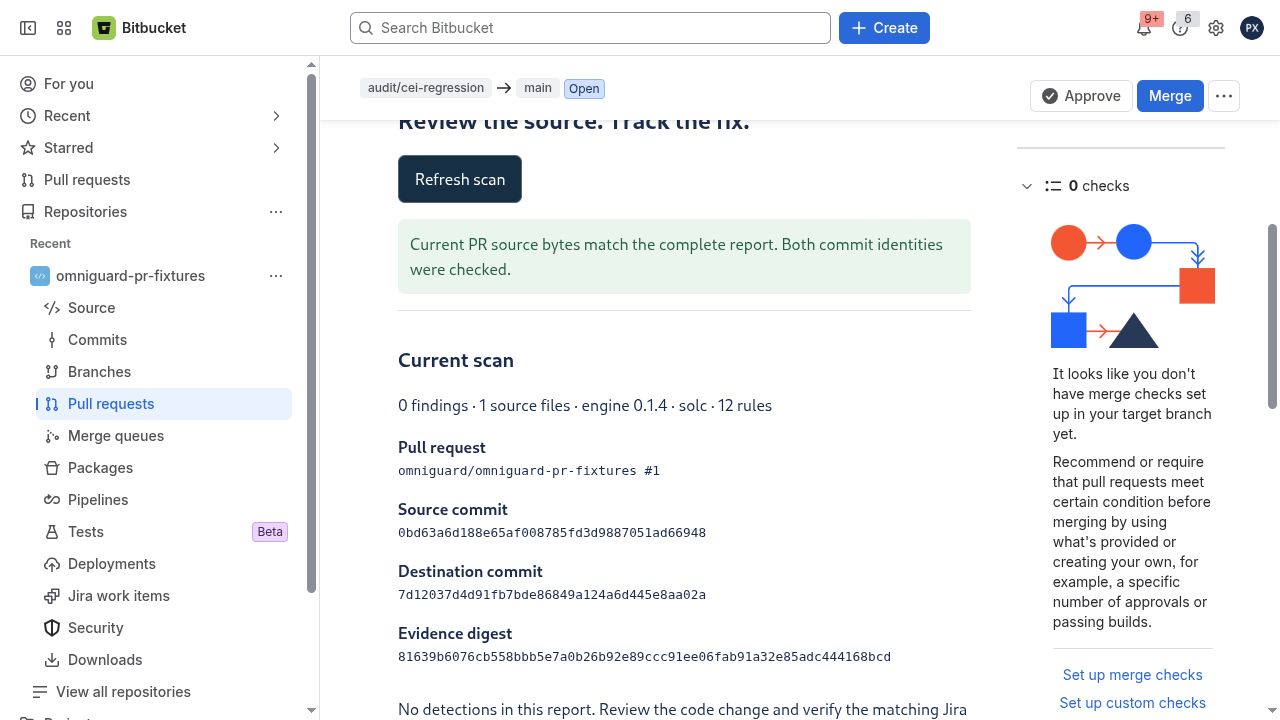 Bitbucket
Search Bitbucket
Create
9+
6
PX
For you
Recent
Starred
Pull requests
Repositories
Recent
omniguard-pr-fixtures
Source
Commits
Branches
Pull requests
Merge queues
Packages
Pipelines
Tests
Beta
Deployments
Jira work items
Security
Downloads
View all repositories
audit/cei-regression
main
Open
Approve
Merge
Review the source. Track the fix.
Refresh scan
Current PR source bytes match the complete report. Both commit identities
were checked.
Current scan
0 findings · 1 source files · engine 0.1.4 · solc · 12 rules
Pull request
omniguard/omniguard-pr-fixtures #1
Source commit
0bd63a6d188e65af008785fd3d9887051ad66948
Destination commit
7d12037d4d91fb7bde86849a124a6d445e8aa02a
Evidence digest
81639b6076cb558bbb5e7a0b26b92e89ccc91ee06fab91a32e85adc444168bcd
No detections in this report. Review the code change and verify the matching Jira
0 checks
It looks like you don't
have merge checks set
up in your target branch
yet.
Recommend or require
that pull requests meet
certain condition before
merging by using
what's provided or
creating your own, for
example, a specific
number of approvals or
passing builds.
Set up merge checks
Set up custom checks